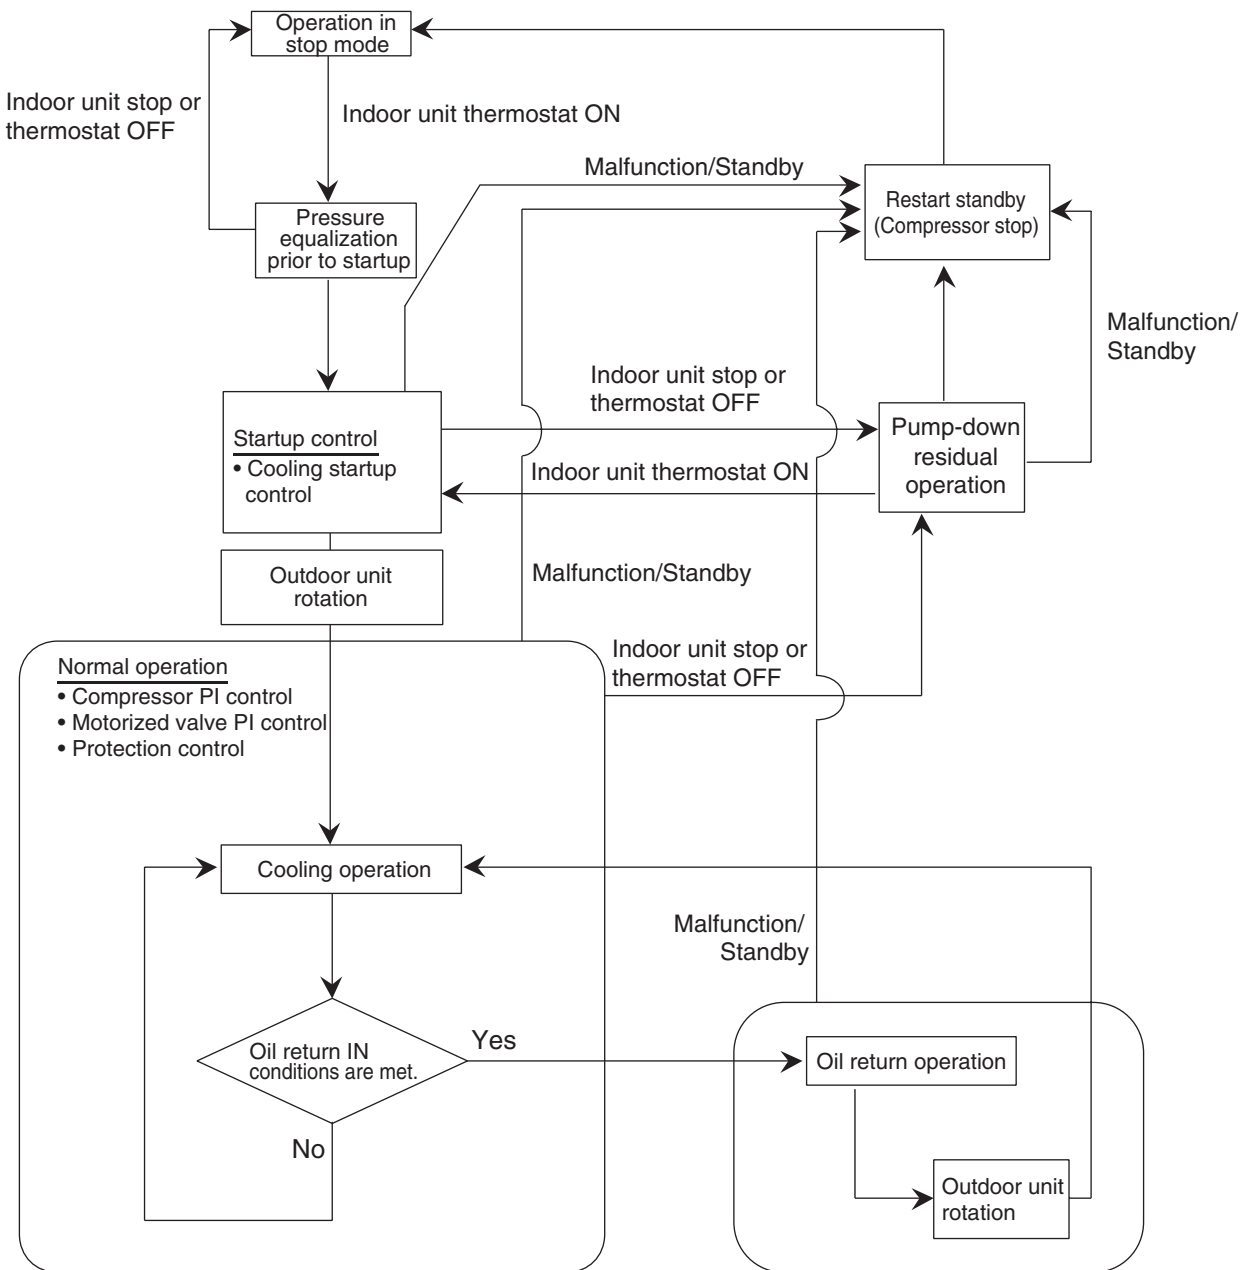 Operation in
stop mode
Indoor unit stop or
thermostat OFF
Indoor unit thermostat ON
Malfunction/Standby
Restart standby
(Compressor stop)
Pressure
equalization
prior to startup
Malfunction/
Standby
Indoor unit stop or
thermostat OFF
Startup control
• Cooling startup
control
Pump-down
residual
operation
Indoor unit thermostat ON
Outdoor unit
rotation
Malfunction/Standby
Indoor unit stop or
thermostat OFF
Normal operation
• Compressor PI control
• Motorized valve PI control
• Protection control
Cooling operation
Malfunction/
Standby
Oil return IN
conditions are met.
Yes
Oil return operation
No
Outdoor unit
rotation